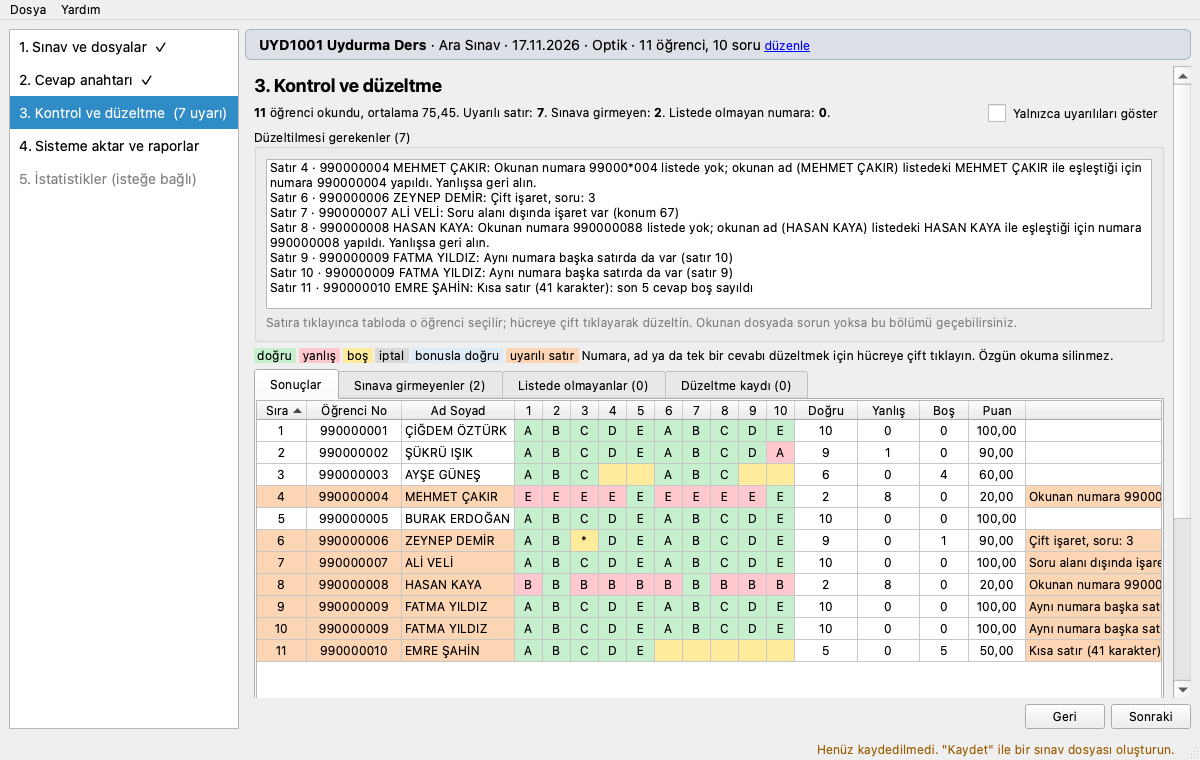 Dosya Yardım
1. Sınav ve dosyalar ✓
2. Cevap anahtarı ✓
3. Kontrol ve düzeltme (7 uyarı)
4. Sisteme aktar ve raporlar
5. İstatistikler (isteğe bağlı)
UYD1001 Uydurma Ders · Ara Sınav · 17.11.2026 · Optik · 11 öğrenci, 10 soru düzenle
3. Kontrol ve düzeltme
11 öğrenci okundu, ortalama 75,45. Uyarılı satır: 7. Sınava girmeyen: 2. Listede olmayan numara: 0.
Yalnızca uyarılıları göster
Düzeltilmesi gerekenler (7)
Satır 4 · 990000004 MEHMET ÇAKIR: Okunan numara 99000*004 listede yok; okunan ad (MEHMET ÇAKIR) listedeki MEHMET ÇAKIR ile eşleştiği için
numara 990000004 yapıldı. Yanlışsa geri alın.
Satır 6 · 990000006 ZEYNEP DEMİR: Çift işaret, soru: 3
Satır 7 · 990000007 ALİ VELİ: Soru alanı dışında işaret var (konum 67)
Satır 8 · 990000008 HASAN KAYA: Okunan numara 990000088 listede yok; okunan ad (HASAN KAYA) listedeki HASAN KAYA ile eşleştiği için numara
990000008 yapıldı. Yanlışsa geri alın.
Satır 9 · 990000009 FATMA YILDIZ: Aynı numara başka satırda da var (satır 10)
Satır 10 · 990000009 FATMA YILDIZ: Aynı numara başka satırda da var (satır 9)
Satır 11 · 990000010 EMRE ŞAHİN: Kısa satır (41 karakter): son 5 cevap boş sayıldı
Satıra tıklayınca tabloda o öğrenci seçilir; hücreye çift tıklayarak düzeltin. Okunan dosyada sorun yoksa bu bölümü geçebilirsiniz.
doğru yanlış boş iptal bonusla doğru uyarılı satır Numara, ad ya da tek bir cevabı düzeltmek için hücreye çift tıklayın. Özgün okuma silinmez.
Sonuçlar Sınava girmeyenler (2) Listede olmayanlar (0) Düzeltme kaydı (0)
Sıra Öğrenci No Ad Soyad 1 2 3 4 5 6 7 8 9 10 Doğru Yanlış Boş Puan
1 990000001 ÇİĞDEM ÖZTÜRK A B C D E A B C D E 10 0 0 100,00
2 990000002 ŞÜKRÜ IŞIK A B C D E A B C D A 9 1 0 90,00
3 990000003 AYŞE GÜNEŞ A B C A B C 6 0 4 60,00
4 990000004 MEHMET ÇAKIR E E E E E E E E E E 2 8 0 20,00 Okunan numara 99000
5 990000005 BURAK ERDOĞAN A B C D E A B C D E 10 0 0 100,00
6 990000006 ZEYNEP DEMİR A B * D E A B C D E 9 0 1 90,00 Çift işaret, soru: 3
7 990000007 ALİ VELİ A B C D E A B C D E 10 0 0 100,00 Soru alanı dışında işare
8 990000008 HASAN KAYA B B B B B B B B B B 2 8 0 20,00 Okunan numara 99000
9 990000009 FATMA YILDIZ A B C D E A B C D E 10 0 0 100,00 Aynı numara başka sat
10 990000009 FATMA YILDIZ A B C D E A B C D E 10 0 0 100,00 Aynı numara başka sat
11 990000010 EMRE ŞAHİN A B C D E 5 0 5 50,00 Kısa satır (41 karakter)
Geri Sonraki
Henüz kaydedilmedi. "Kaydet" ile bir sınav dosyası oluşturun.